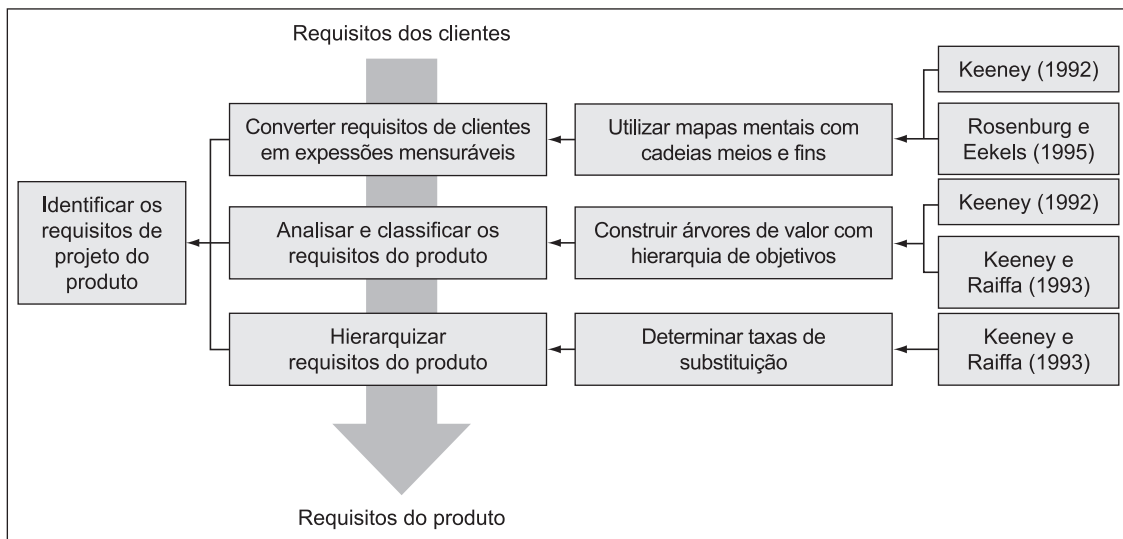 Requisitos dos clientes
Keeney (1992)
Converter requisitos de clientes
em expessões mensuráveis
Utilizar mapas mentais com
cadeias meios e fins
Rosenburg e
Eekels (1995)
Identificar os
requisitos de
projeto do
produto
Analisar e classificar os
requisitos do produto
Construir árvores de valor com
hierarquia de objetivos
Keeney (1992)
Keeney e
Raiffa (1993)
Hierarquizar
requisitos do produto
Determinar taxas de
substituição
Keeney e
Raiffa (1993)
Requisitos do produto